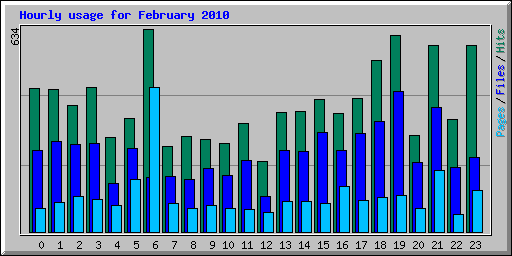 Hourly usage for February 2010
634
Pages/Files/Hits
0 1 2 3 4 5 6 7 8 9 10 11 12 13 14 15 16 17 18 19 20 21 22 23